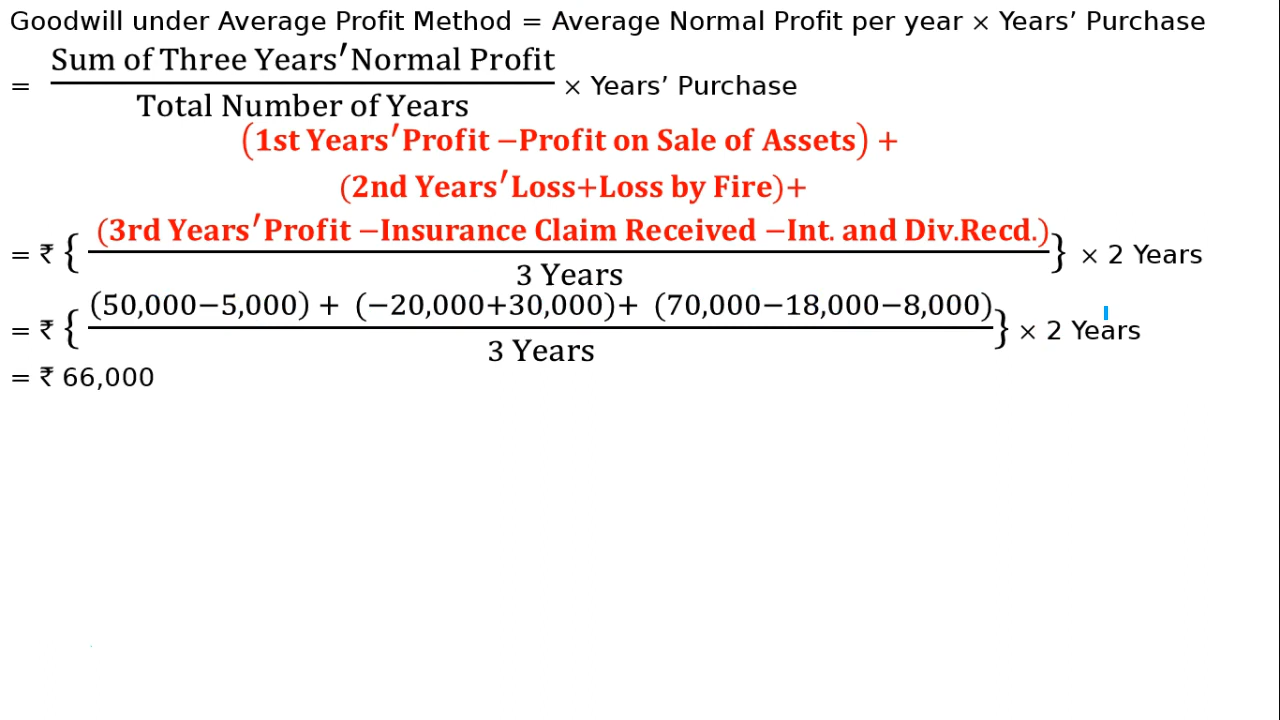 Goodwill under Average Profit Method = Average Normal Profit per year × Years’ Purchase
= Sum of Three Years′Normal Profit
Total Number of Years × Years’ Purchase
(1st Years′Profit −Profit on Sale of Assets) +
(2nd Years′Loss+Loss by Fire)+
(3rd Years′Profit −Insurance Claim Received −Int. and Div.Recd.)
= ₹ { 3 Years } × 2 Years
(50,000−5,000) + (−20,000+30,000)+ (70,000−18,000−8,000)
= ₹ { 3 Years } × 2 Years
= ₹ 66,000